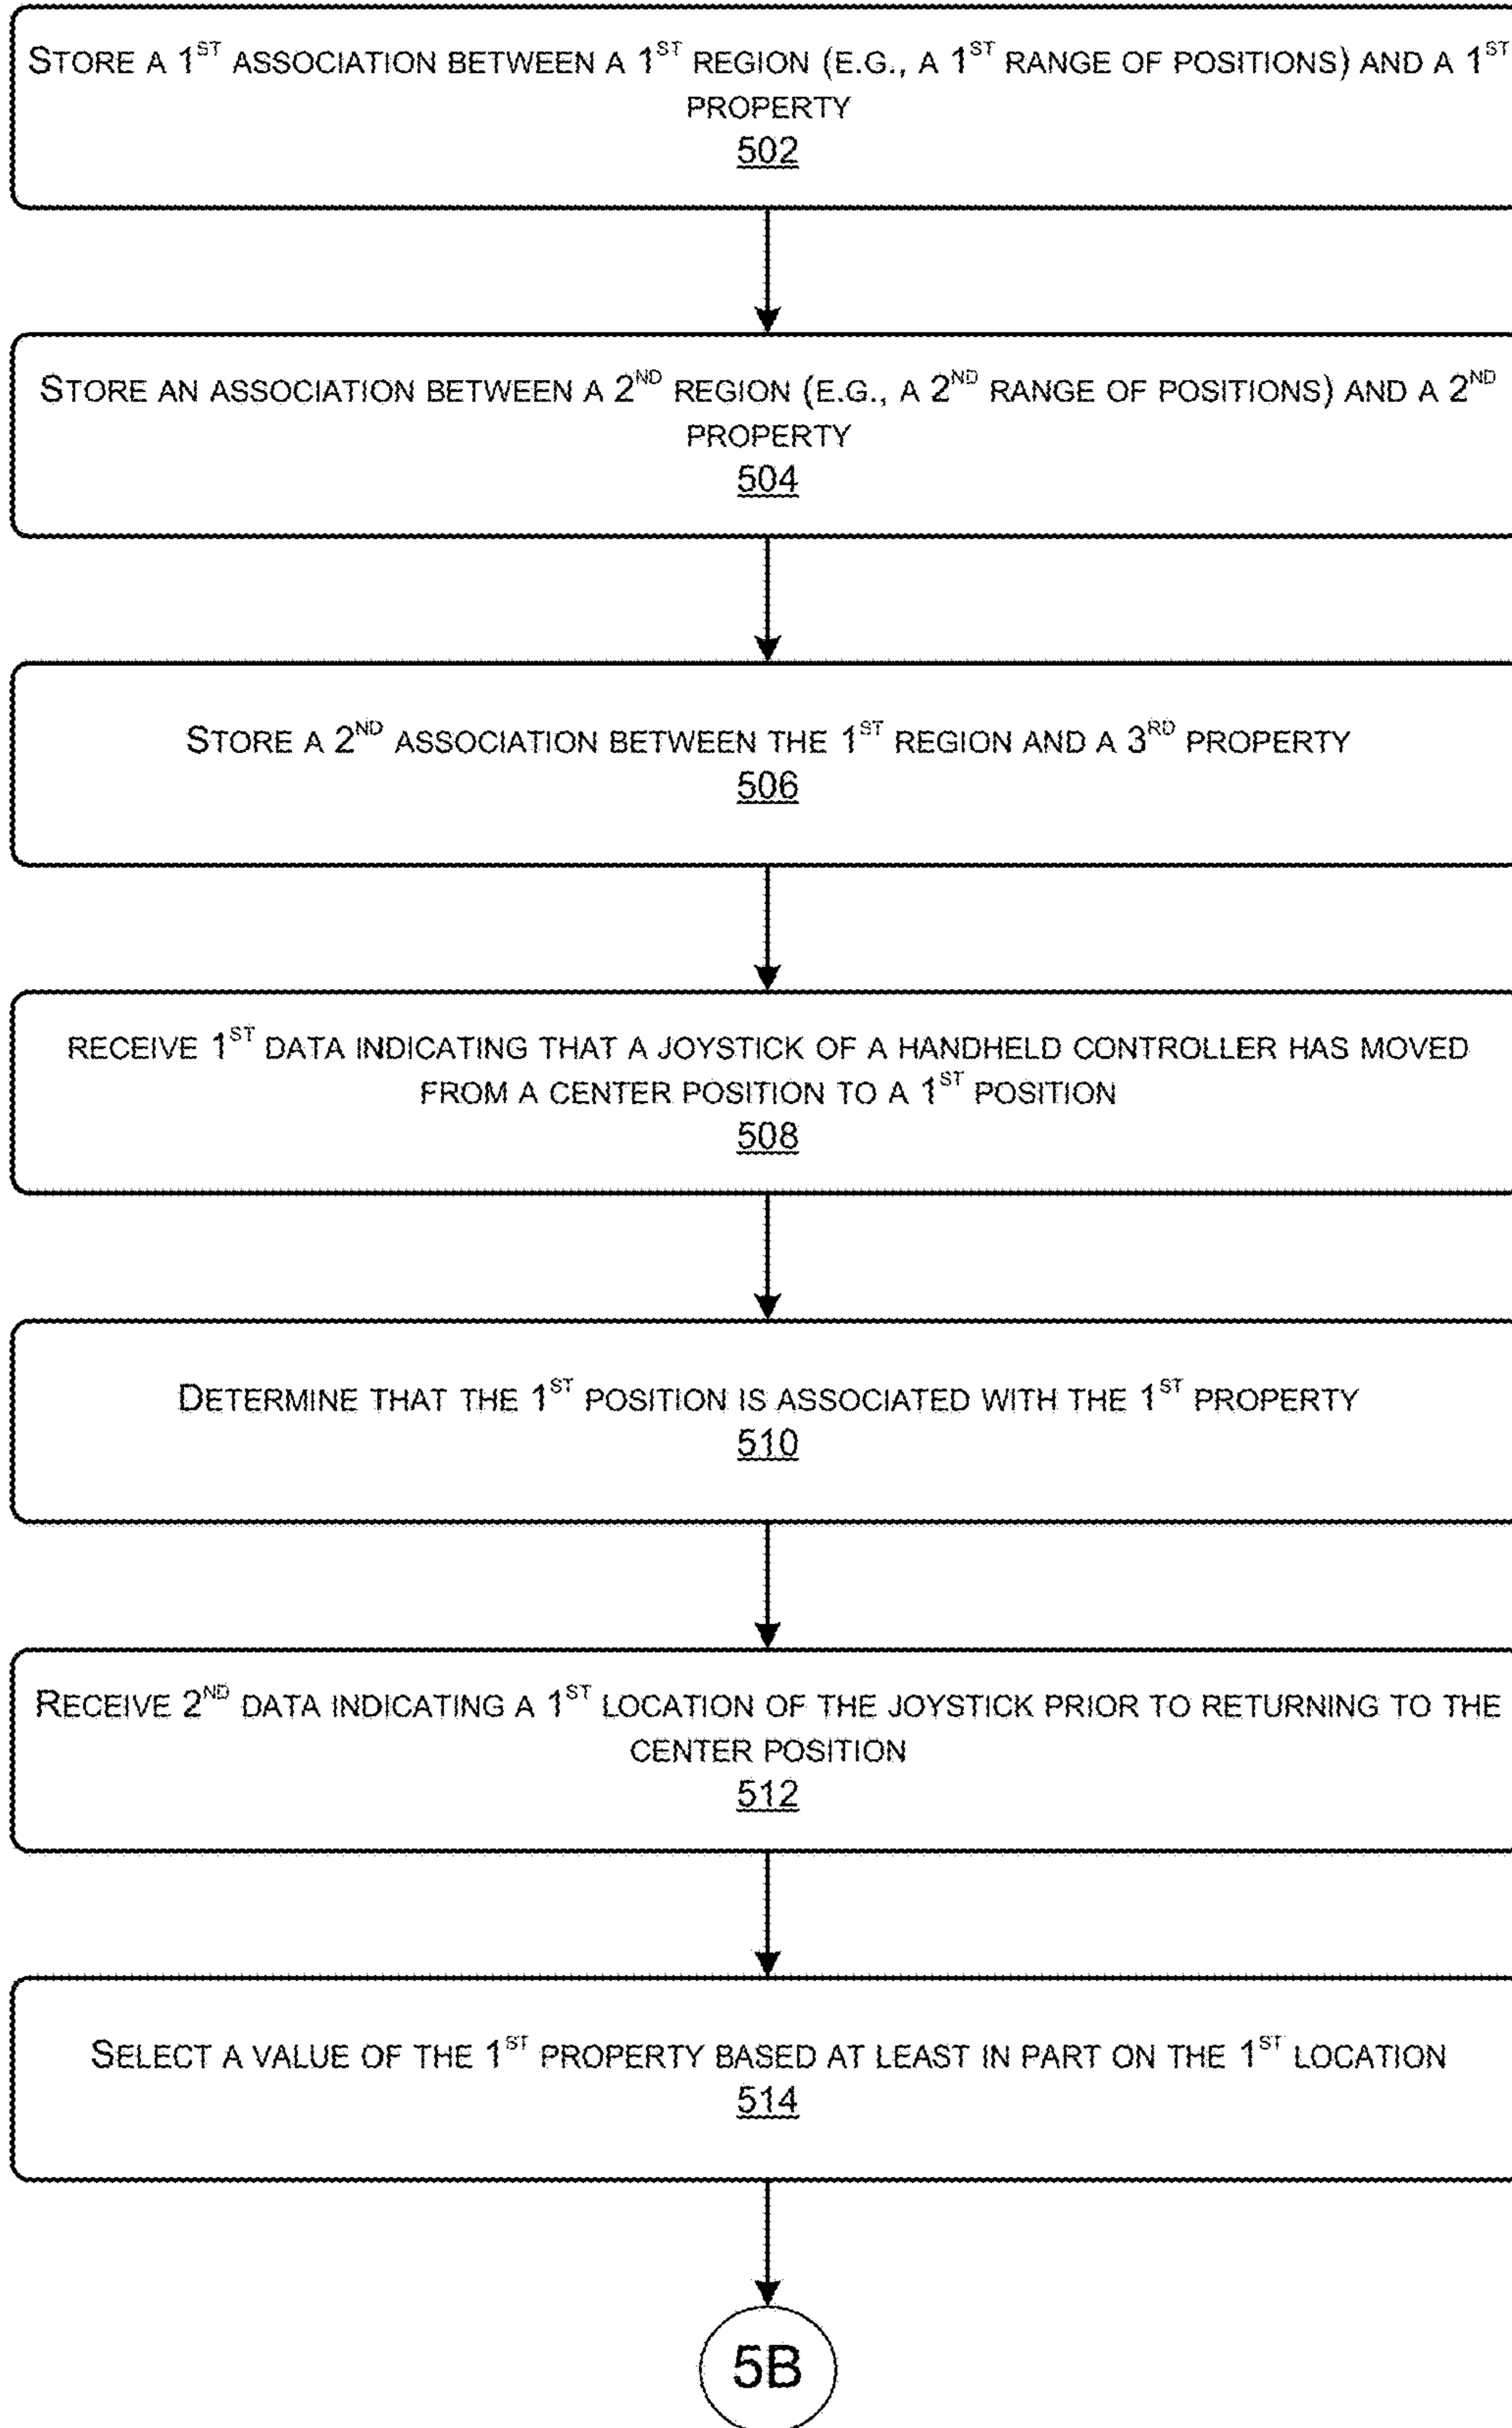 STORE A 1ST ASSOCIATION BETWEEN A 1ST REGION (E.G., A 1ST RANGE OF POSITIONS) AND A 1ST
PROPERTY
502
STORE AN ASSOCIATION BETWEEN A 2ND REGION (E.G., A 2ND RANGE OF POSITIONS) AND A 2ND
PROPERTY
504
STORE A 2ND ASSOCIATION BETWEEN THE 1ST REGION AND A 3RD PROPERTY
506
RECEIVE 1ST DATA INDICATING THAT A JOYSTICK OF A HANDHELD CONTROLLER HAS MOVED
FROM A CENTER POSITION TO A 1ST POSITION
508
DETERMINE THAT THE 1ST POSITION IS ASSOCIATED WITH THE 1ST PROPERTY
510
RECEIVE 2ND DATA INDICATING A 1ST LOCATION OF THE JOYSTICK PRIOR TO RETURNING TO THE
CENTER POSITION
512
SELECT A VALUE OF THE 1ST PROPERTY BASED AT LEAST IN PART ON THE 1ST LOCATION
514
5B